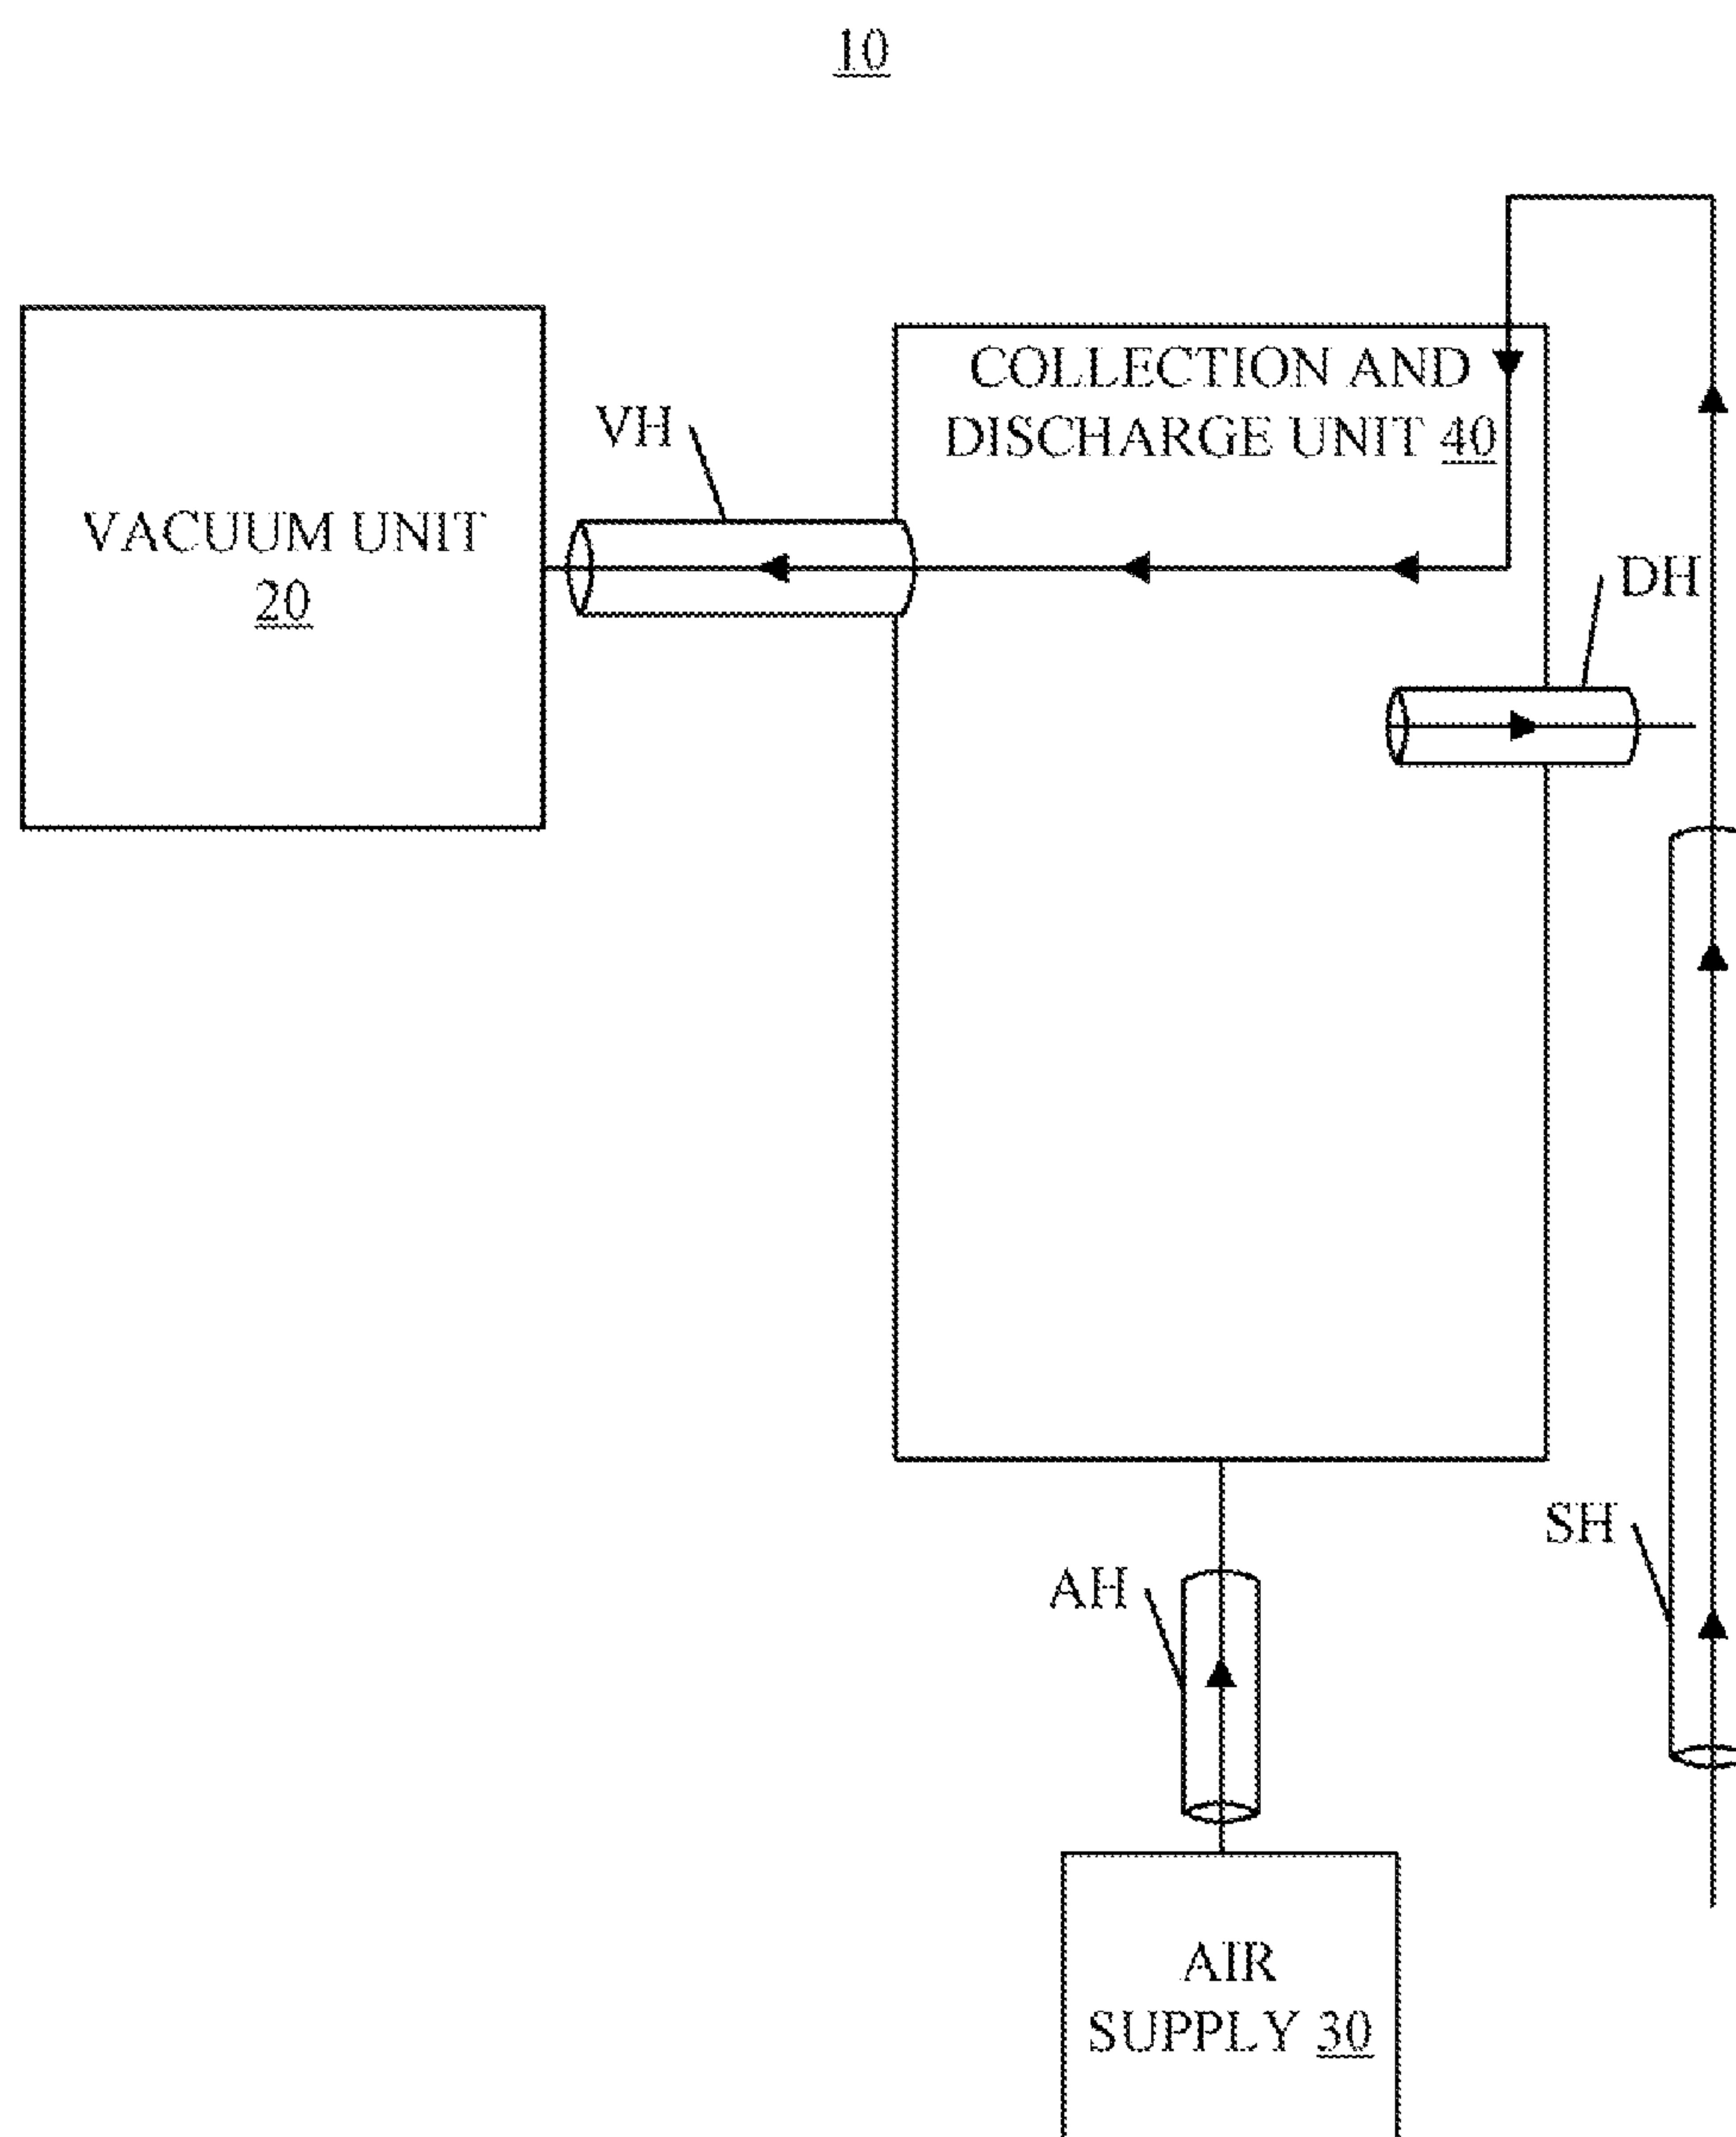 10
COLLECTION AND
DISCHARGE UNIT 40
VH
VACUUM UNIT
20
DH
SH
AH
AIR
SUPPLY 30